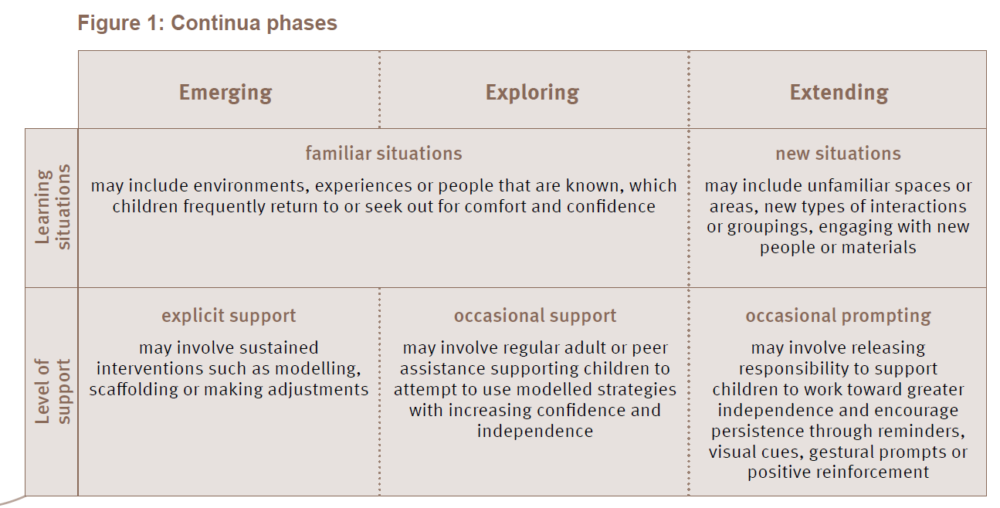 Figure 1: Continua phases
Emerging
Exploring
Extending
Learning
situations
familiar situations
may include environments, experiences or people that are known, which
children frequently return to or seek out for comfort and confidence
new situations
may include unfamiliar spaces or
areas, new types of interactions
or groupings, engaging with new
people or materials
Level of
support
explicit support
may involve sustained
interventions such as modelling,
scaffolding or making adjustments
occasional support
may involve regular adult or peer
assistance supporting children to
attempt to use modelled strategies
with increasing confidence and
independence
occasional prompting
may involve releasing
responsibility to support
children to work toward greater
independence and encourage
persistence through reminders,
visual cues, gestural prompts or
positive reinforcement